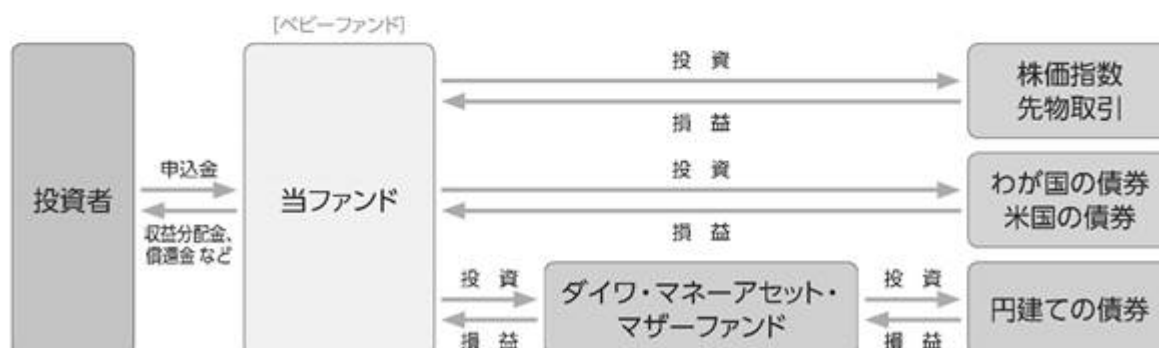 [ベビーファンド]
投資者
申込金
収益分配金、
償還金 など
当ファンド
投 資
損 益
株価指数
先物取引
投 資
損 益
わが国の債券
米国の債券
投 資
損 益
ダイワ・マネーアセット・
マザーファンド
投 資
損 益
円建ての債券